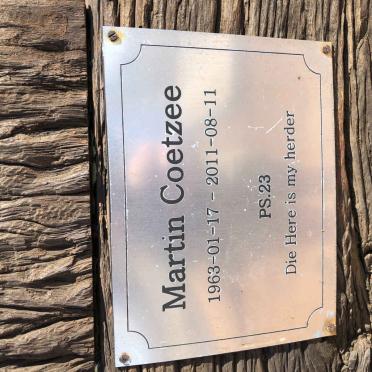 Martin Coetzee
1963-01-17 - 2011-08-11
PS.23
Die Here is my herder